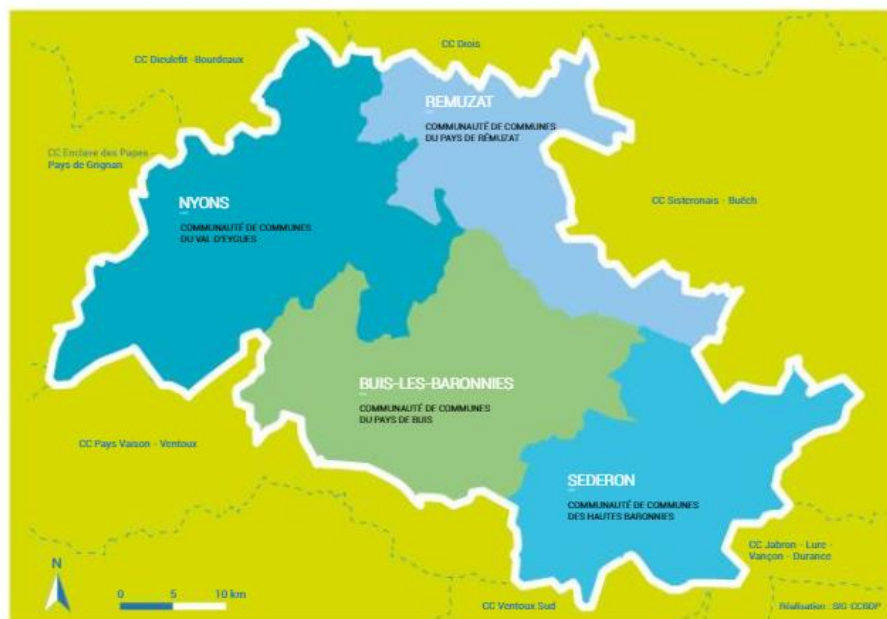 CC Diois
CC Dieulefit - Bourdeaux
REMUZAT
COMMUNAUTÉ DE COMMUNES
DU PAYS DE RÉMUZAT
CC Enclave des Papes -
Pays de Grignan
NYONS
COMMUNAUTÉ DE COMMUNES
DU VAL D'EYGUES
CC Sisteronais - Buëch
BUIS-LES-BARONNIES
COMMUNAUTÉ DE COMMUNES
DU PAYS DE BUIS
CC Pays Vaison - Ventoux
SEDERON
COMMUNAUTÉ DE COMMUNES
DES HAUTES BARONNIES
CC Jabron - Lure -
Vançon - Durance
N
0 5 10 km
CC Ventoux Sud
Réalisation : SIG-CCBDP